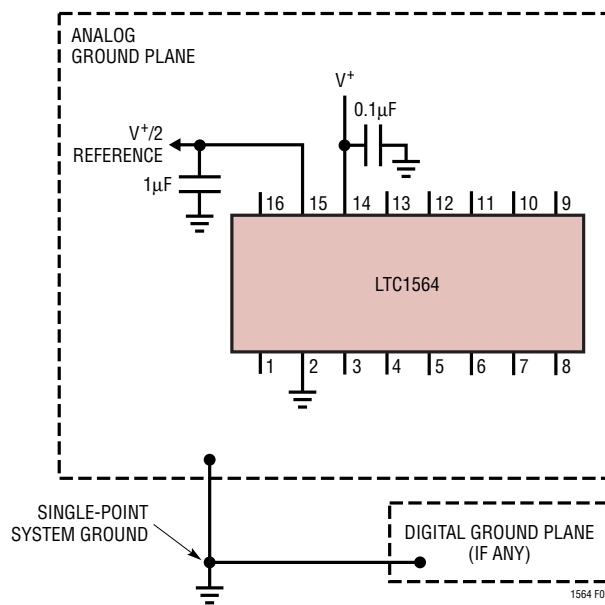 ANALOG
GROUND PLANE
V+
0.1µF
V+/2
REFERENCE
1µF
16 15 14 13 12 11 10 9
LTC1564
1 2 3 4 5 6 7 8
SINGLE-POINT
SYSTEM GROUND
DIGITAL GROUND PLANE
(IF ANY)
1564 F0